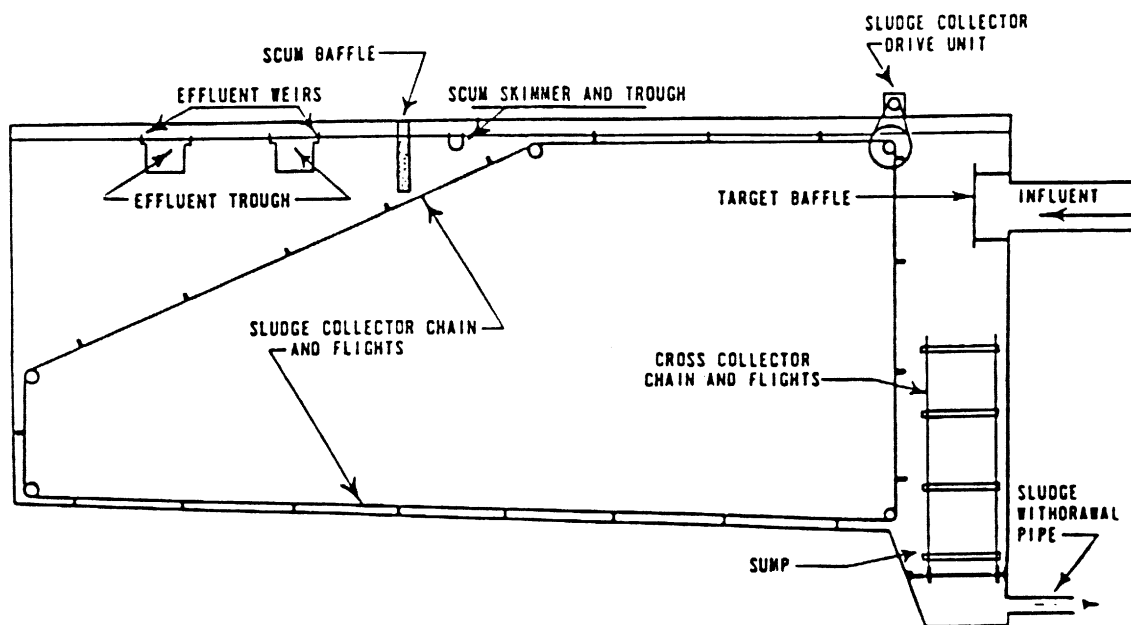 SLUDGE COLLECTOR
DRIVE UNIT
SCUM BAFFLE
EFFLUENT WEIRS
SCUM SKIMMER AND TROUGH
EFFLUENT TROUGH
TARGET BAFFLE
INFLUENT
SLUDGE COLLECTOR CHAIN
AND FLIGHTS
CROSS COLLECTOR
CHAIN AND FLIGHTS
SLUDGE
WITHORAWAL
PIPE
SUMP